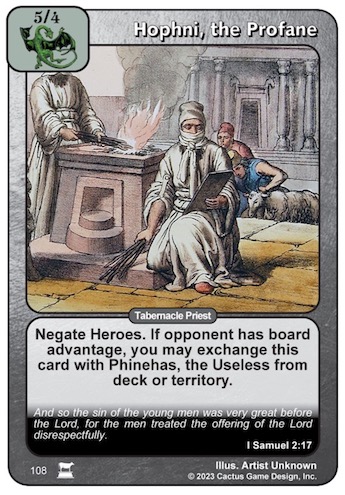 5/4
Hophni, the Profane
Tabernacle Priest
Negate Heroes. If opponent has board
advantage, you may exchange this
card with Phinehas, the Useless from
deck or territory.
And so the sin of the young men was very great before
the Lord, for the men treated the offering of the Lord
disrespectfully.
I Samuel 2:17
108
Illus. Artist Unknown
© 2023 Cactus Game Design, Inc.